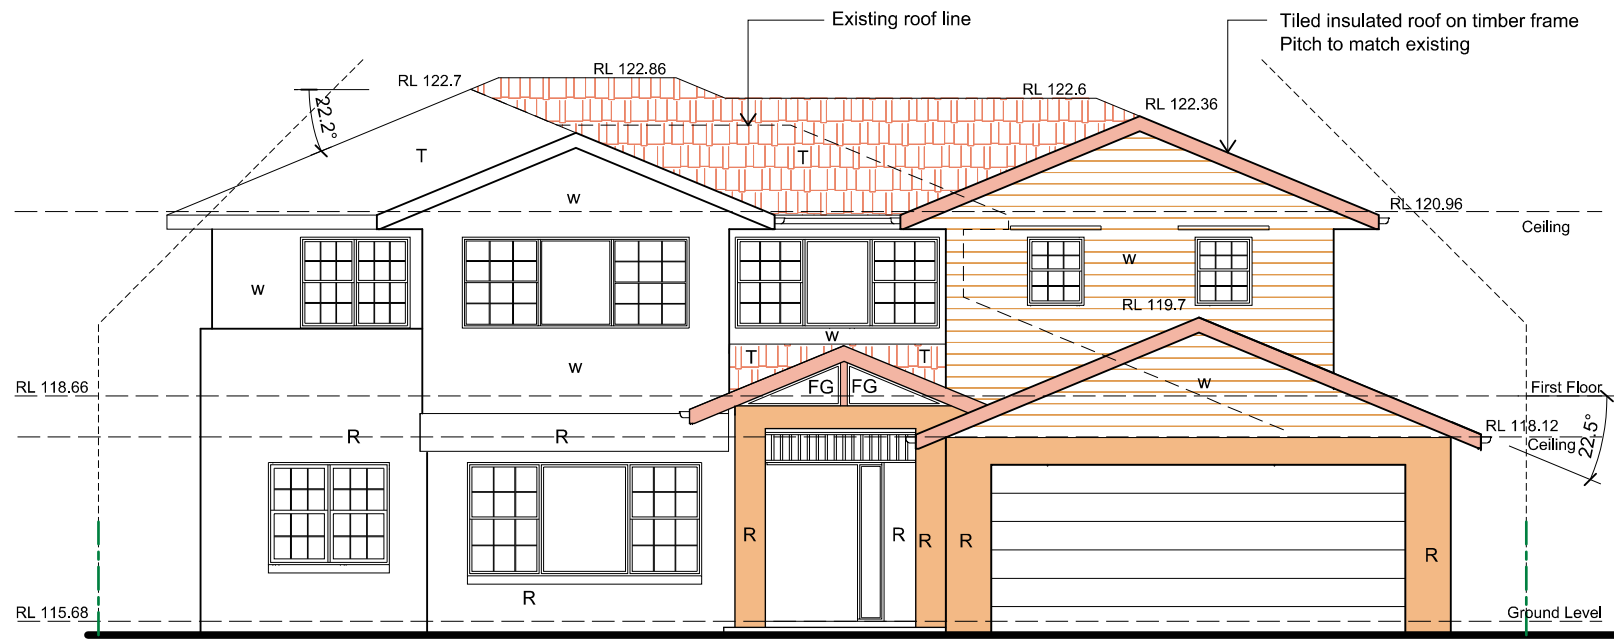 Existing roof line
Tiled insulated roof on timber frame
Pitch to match existing
RL 122.7
RL 122.86
RL 122.6
RL 122.36
22.2°
T
T
w
RL 120.96
Ceiling
w
w
RL 119.7
w
T
T
w
w
FG
FG
RL 118.66
First Floor
RL 118.12
Ceiling
22.5°
R
R
R
R
R
R
R
R
RL 115.68
Ground Level